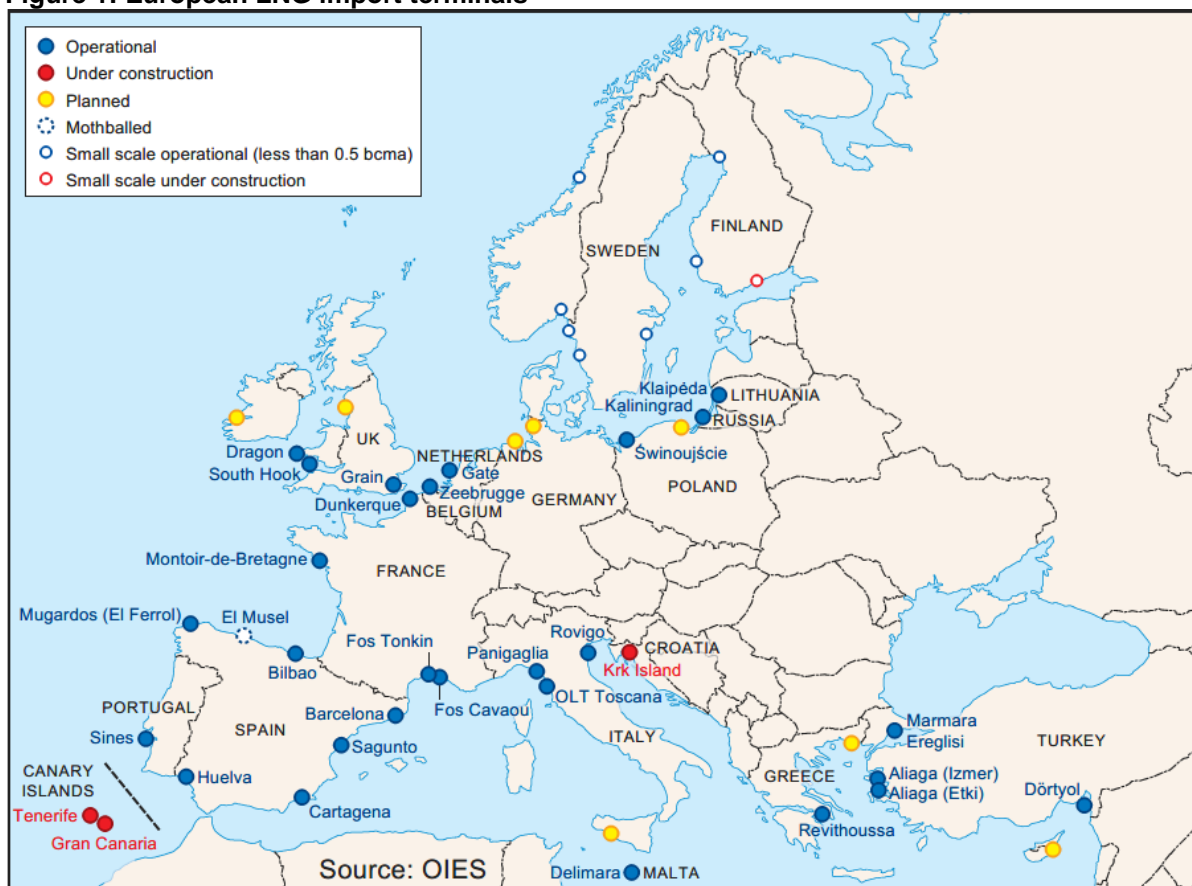 Figure 1: European LNG import terminals
Operational
Under construction
Planned
Mothballed
Small scale operational (less than 0.5 bcma)
Small scale under construction
FINLAND
SWEDEN
Klaipéda
LITHUANIA
Kaliningrad
RUSSIA
UK
Dragon
South Hook
NETHERLANDS
Gate
Świnoujście
Grain
Zeebrugge
GERMANY
POLAND
Dunkerque
BELGIUM
Montoir-de-Bretagne
FRANCE
Mugardos (El Ferrol)
El Musel
Bilbao
Fos Tonkin
Fos Cavaou
Panigaglia
Rovigo
CROATIA
Krk Island
OLT Toscana
PORTUGAL
SPAIN
Barcelona
ITALY
Sines
Sagunto
Marmara
Ereglisi
TURKEY
CANARY
ISLANDS
Huelva
GREECE
Aliaga (Izmer)
Aliaga (Etki)
Dörtyol
Tenerife
Gran Canaria
Cartagena
Revithoussa
Source: OIES
Delimara
MALTA